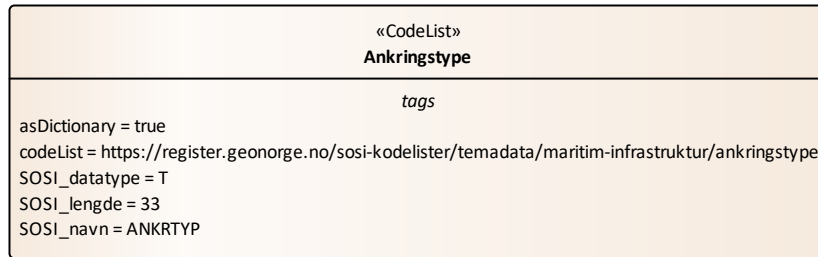 «CodeList»
Ankringstype
tags
asDictionary = true
codeList = https://register.geonorge.no/sosi-kodelister/temadata/maritim-infrastruktur/ankringstype
SOSI_datatype = T
SOSI_lengde = 33
SOSI_navn = ANKRTYP